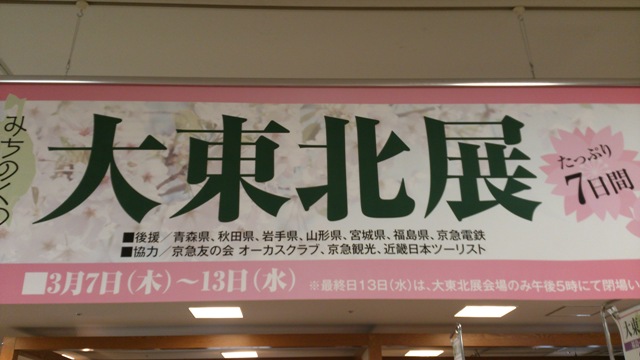 みちのくの
大東北展
たっぷり
7日間
■後援／青森県、秋田県、岩手県、山形県、宮城県、福島県、京急電鉄
■協力／京急友の会 オーカスクラブ、京急観光、近畿日本ツーリスト
■3月7日(木)～13日(水)
※最終日13日(水)は、大東北展会場のみ午後5時にて閉場い